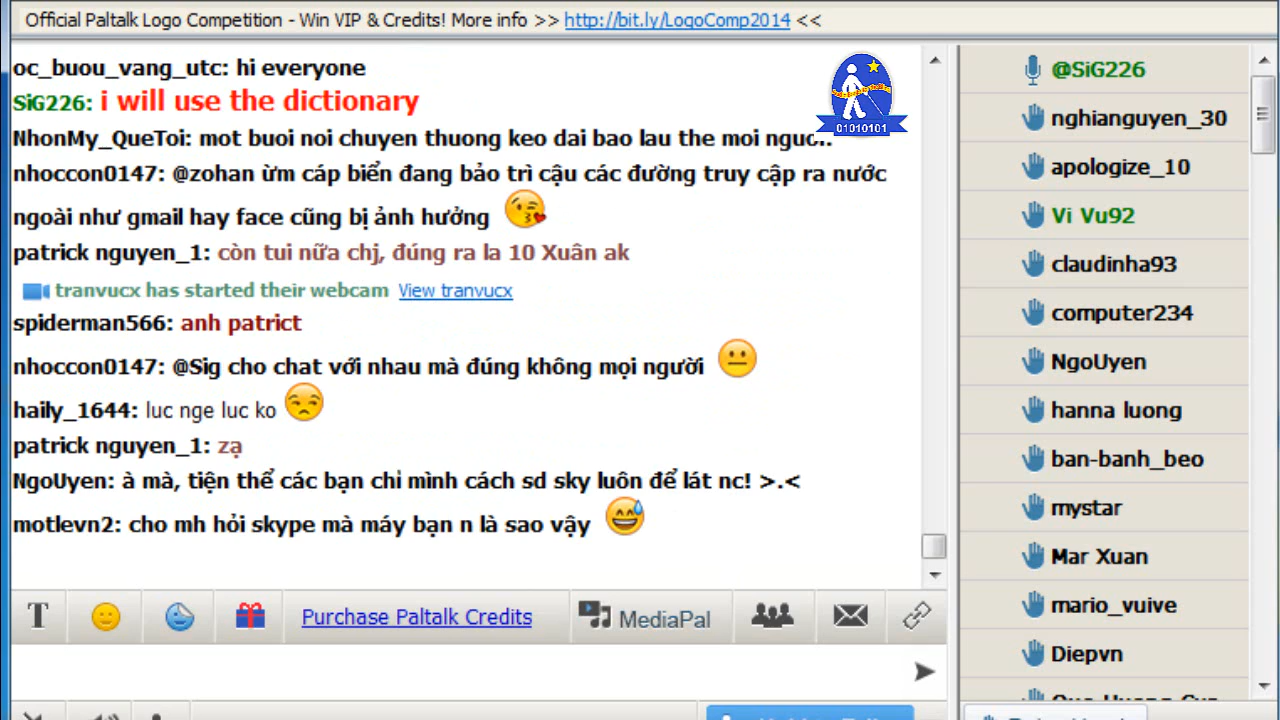 Official Paltalk Logo Competition - Win VIP & Credits! More info >> http://bit.ly/LogoComp2014 <<
oc_buou_vang_utc: hi everyone
SiG226: i will use the dictionary
NhonMy_QueToi: mot buoi noi chuyen thuong keo dai bao lau the moi nguoi.
nhoccon0147: @zohan ừm cáp biển đang bảo trì cậu các đường truy cập ra nước
ngoài như gmail hay face cũng bị ảnh hưởng
patrick nguyen_1: còn tui nữa chj, đúng ra la 10 Xuân ak
tranvucx has started their webcam View tranvucx
spiderman566: anh patrict
nhoccon0147: @Sig cho chat với nhau mà đúng không mọi người
haily_1644: luc nge luc ko
patrick nguyen_1: zạ
NgoUyen: à mà, tiện thể các bạn chỉ mình cách sd sky luôn để lát nc! >.<
motlevn2: cho mh hỏi skype mà máy bạn n là sao vậy
01010101
T
Purchase Paltalk Credits
MediaPal
@SiG226
nghianguyen_30
apologize_10
Vi Vu92
claudinha93
computer234
NgoUyen
hanna luong
ban-banh_beo
mystar
Mar Xuan
mario_vuive
Diepvn